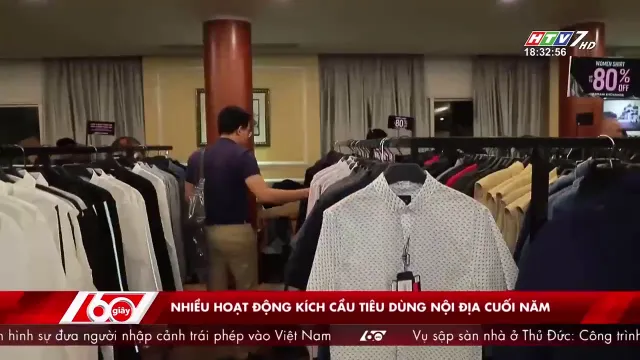 HTV7 HD
18:32:56
WOMEN SHIRT
80%
OFF
80%
60 giây
NHIỀU HOẠT ĐỘNG KÍCH CẦU TIÊU DÙNG NỘI ĐỊA CUỐI NĂM
n hình sự đưa người nhập cảnh trái phép vào Việt Nam 60 Vụ sập sàn nhà ở Thủ Đức: Công trình